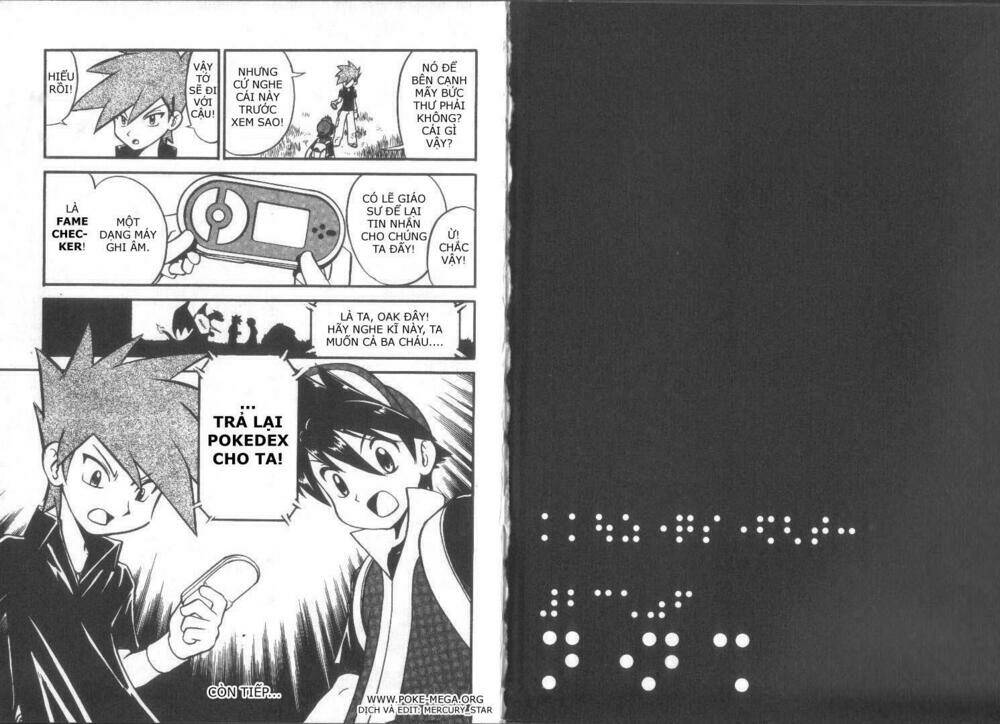 NÓ ĐỂ
BÊN CẠNH
MẤY BỨC
THƯ PHẢI
KHÔNG?
CÁI GÌ
VẬY?
NHƯNG
CỨ NGHE
CÁI NÀY
TRƯỚC
XEM SAO!
VẬY
TỚ
SẼ ĐI
VỚI
CẬU!
HIẾU
RỒI!
Ừ!
CHẮC
VẬY!
CÓ LẼ GIÁO
SƯ ĐỂ LẠI
TIN NHẮN
CHO CHÚNG
TA ĐẤY!
MỘT
DẠNG MÁY
GHI ÂM.
LÀ
FAME
CHEC-
KER!
LÀ TA, OAK ĐÂY!
HÃY NGHE KĨ NÀY, TA
MUỐN CẢ BA CHÁU....
...
TRẢ LẠI
POKEDEX
CHO TA!
CÒN TIẾP...
WWW.POKE-MEGA.ORG
DỊCH VÀ EDIT: MERCURY_STAR